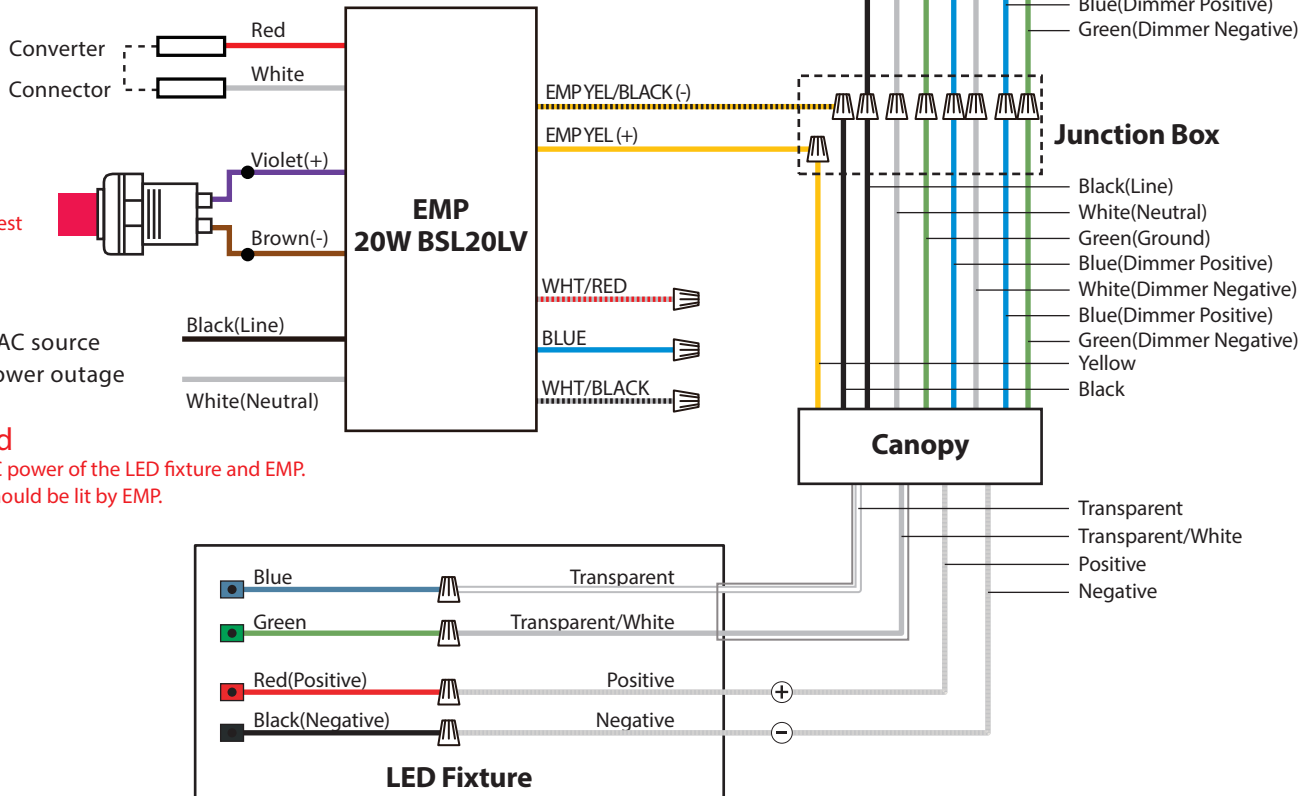 Blue(Dimmer Positive)
Green(Dimmer Negative)
Converter
Connector
Red
White
EMP YEL/BLACK (-)
EMP YEL (+)
Junction Box
Violet(+)
Brown(-)
est
EMP
20W BSL20LV
Black(Line)
White(Neutral)
Green(Ground)
Blue(Dimmer Positive)
White(Dimmer Negative)
Blue(Dimmer Positive)
Green(Dimmer Negative)
Yellow
Black
WHT/RED
BLUE
WHT/BLACK
Black(Line)
AC source
ower outage
White(Neutral)
d
C power of the LED fixture and EMP.
ould be lit by EMP.
Canopy
Transparent
Transparent/White
Positive
Negative
Blue
Transparent
Green
Transparent/White
Red(Positive)
Positive
+
Black(Negative)
Negative
−
LED Fixture